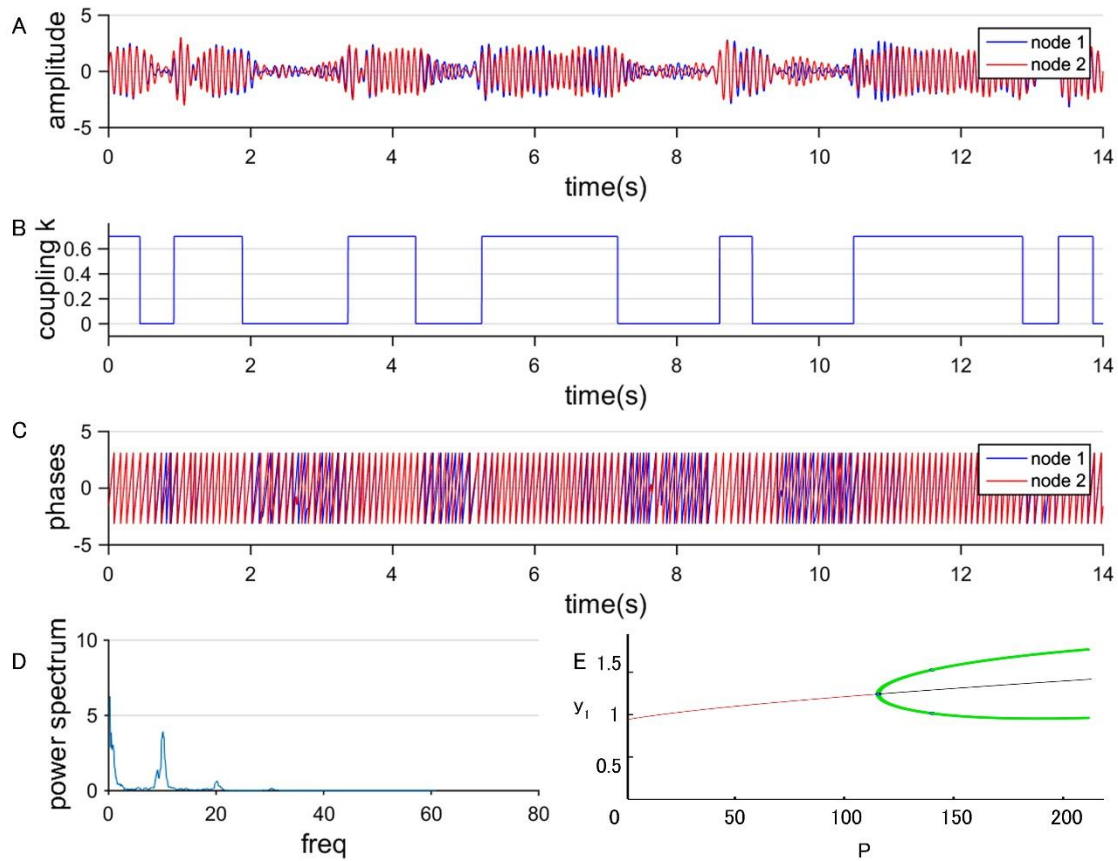 A
amplitude
5
0
-5
node 1
node 2
0 2 4 6 8 10 12 14
time(s)
B
coupling k
0.6
0.4
0.2
0
0 2 4 6 8 10 12 14
time(s)
C
phases
5
0
-5
node 1
node 2
0 2 4 6 8 10 12 14
time(s)
D
power spectrum
10
5
0
0 20 40 60 80
freq
E
1.5
y1
1
0.5
0 50 100 150 200
P